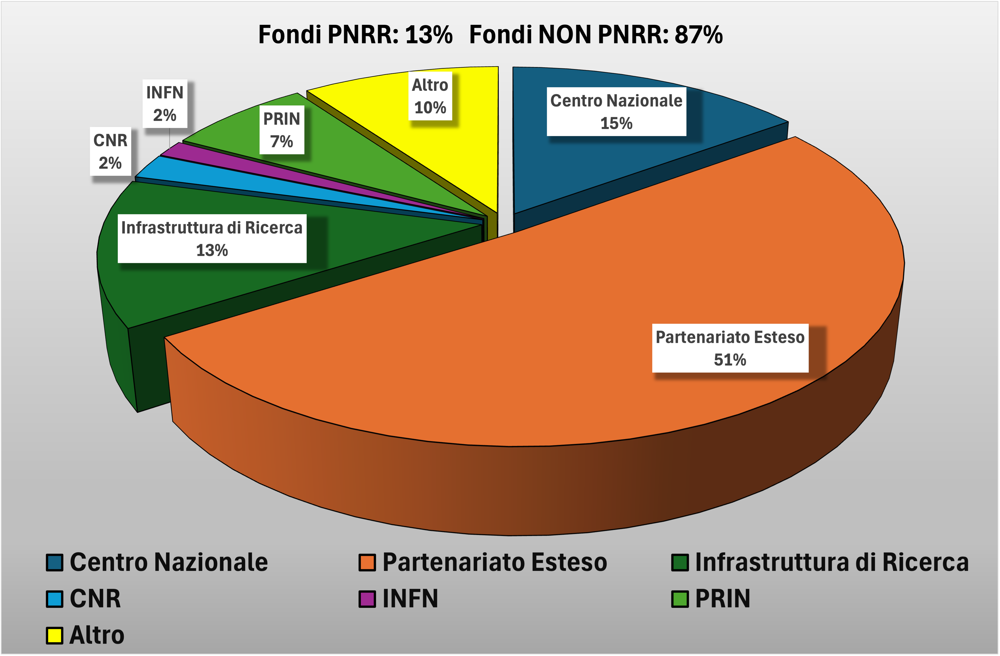 Fondi PNRR: 13% Fondi NON PNRR: 87%
Altro
10%
Centro Nazionale
15%
INFN
2%
PRIN
7%
CNR
2%
Infrastruttura di Ricerca
13%
Partenariato Esteso
51%
Centro Nazionale
Partenariato Esteso
Infrastruttura di Ricerca
CNR
INFN
PRIN
Altro